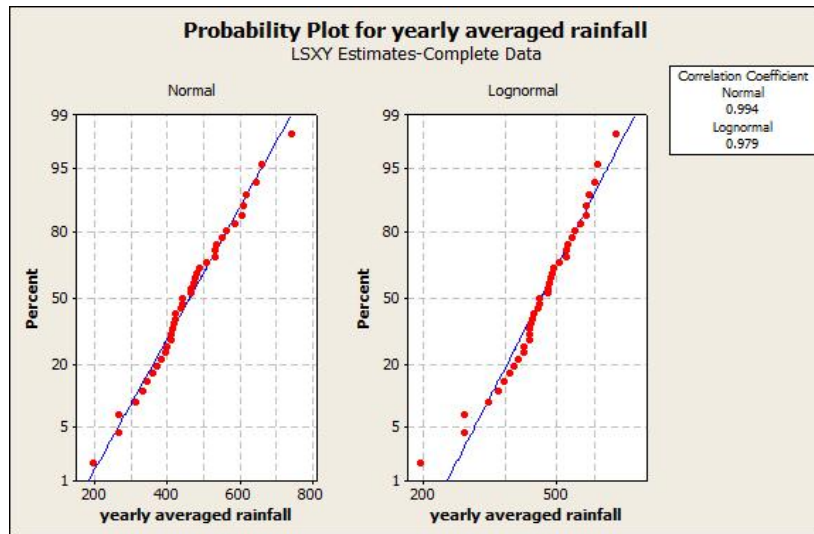 Probability Plot for yearly averaged rainfall
LSXY Estimates-Complete Data
Correlation Coefficient
Normal
0.994
Lognormal
0.979
Normal
99
95
80
50
20
5
1
Percent
200 400 600 800
yearly averaged rainfall
Lognormal
99
95
80
50
20
5
1
Percent
200 500
yearly averaged rainfall